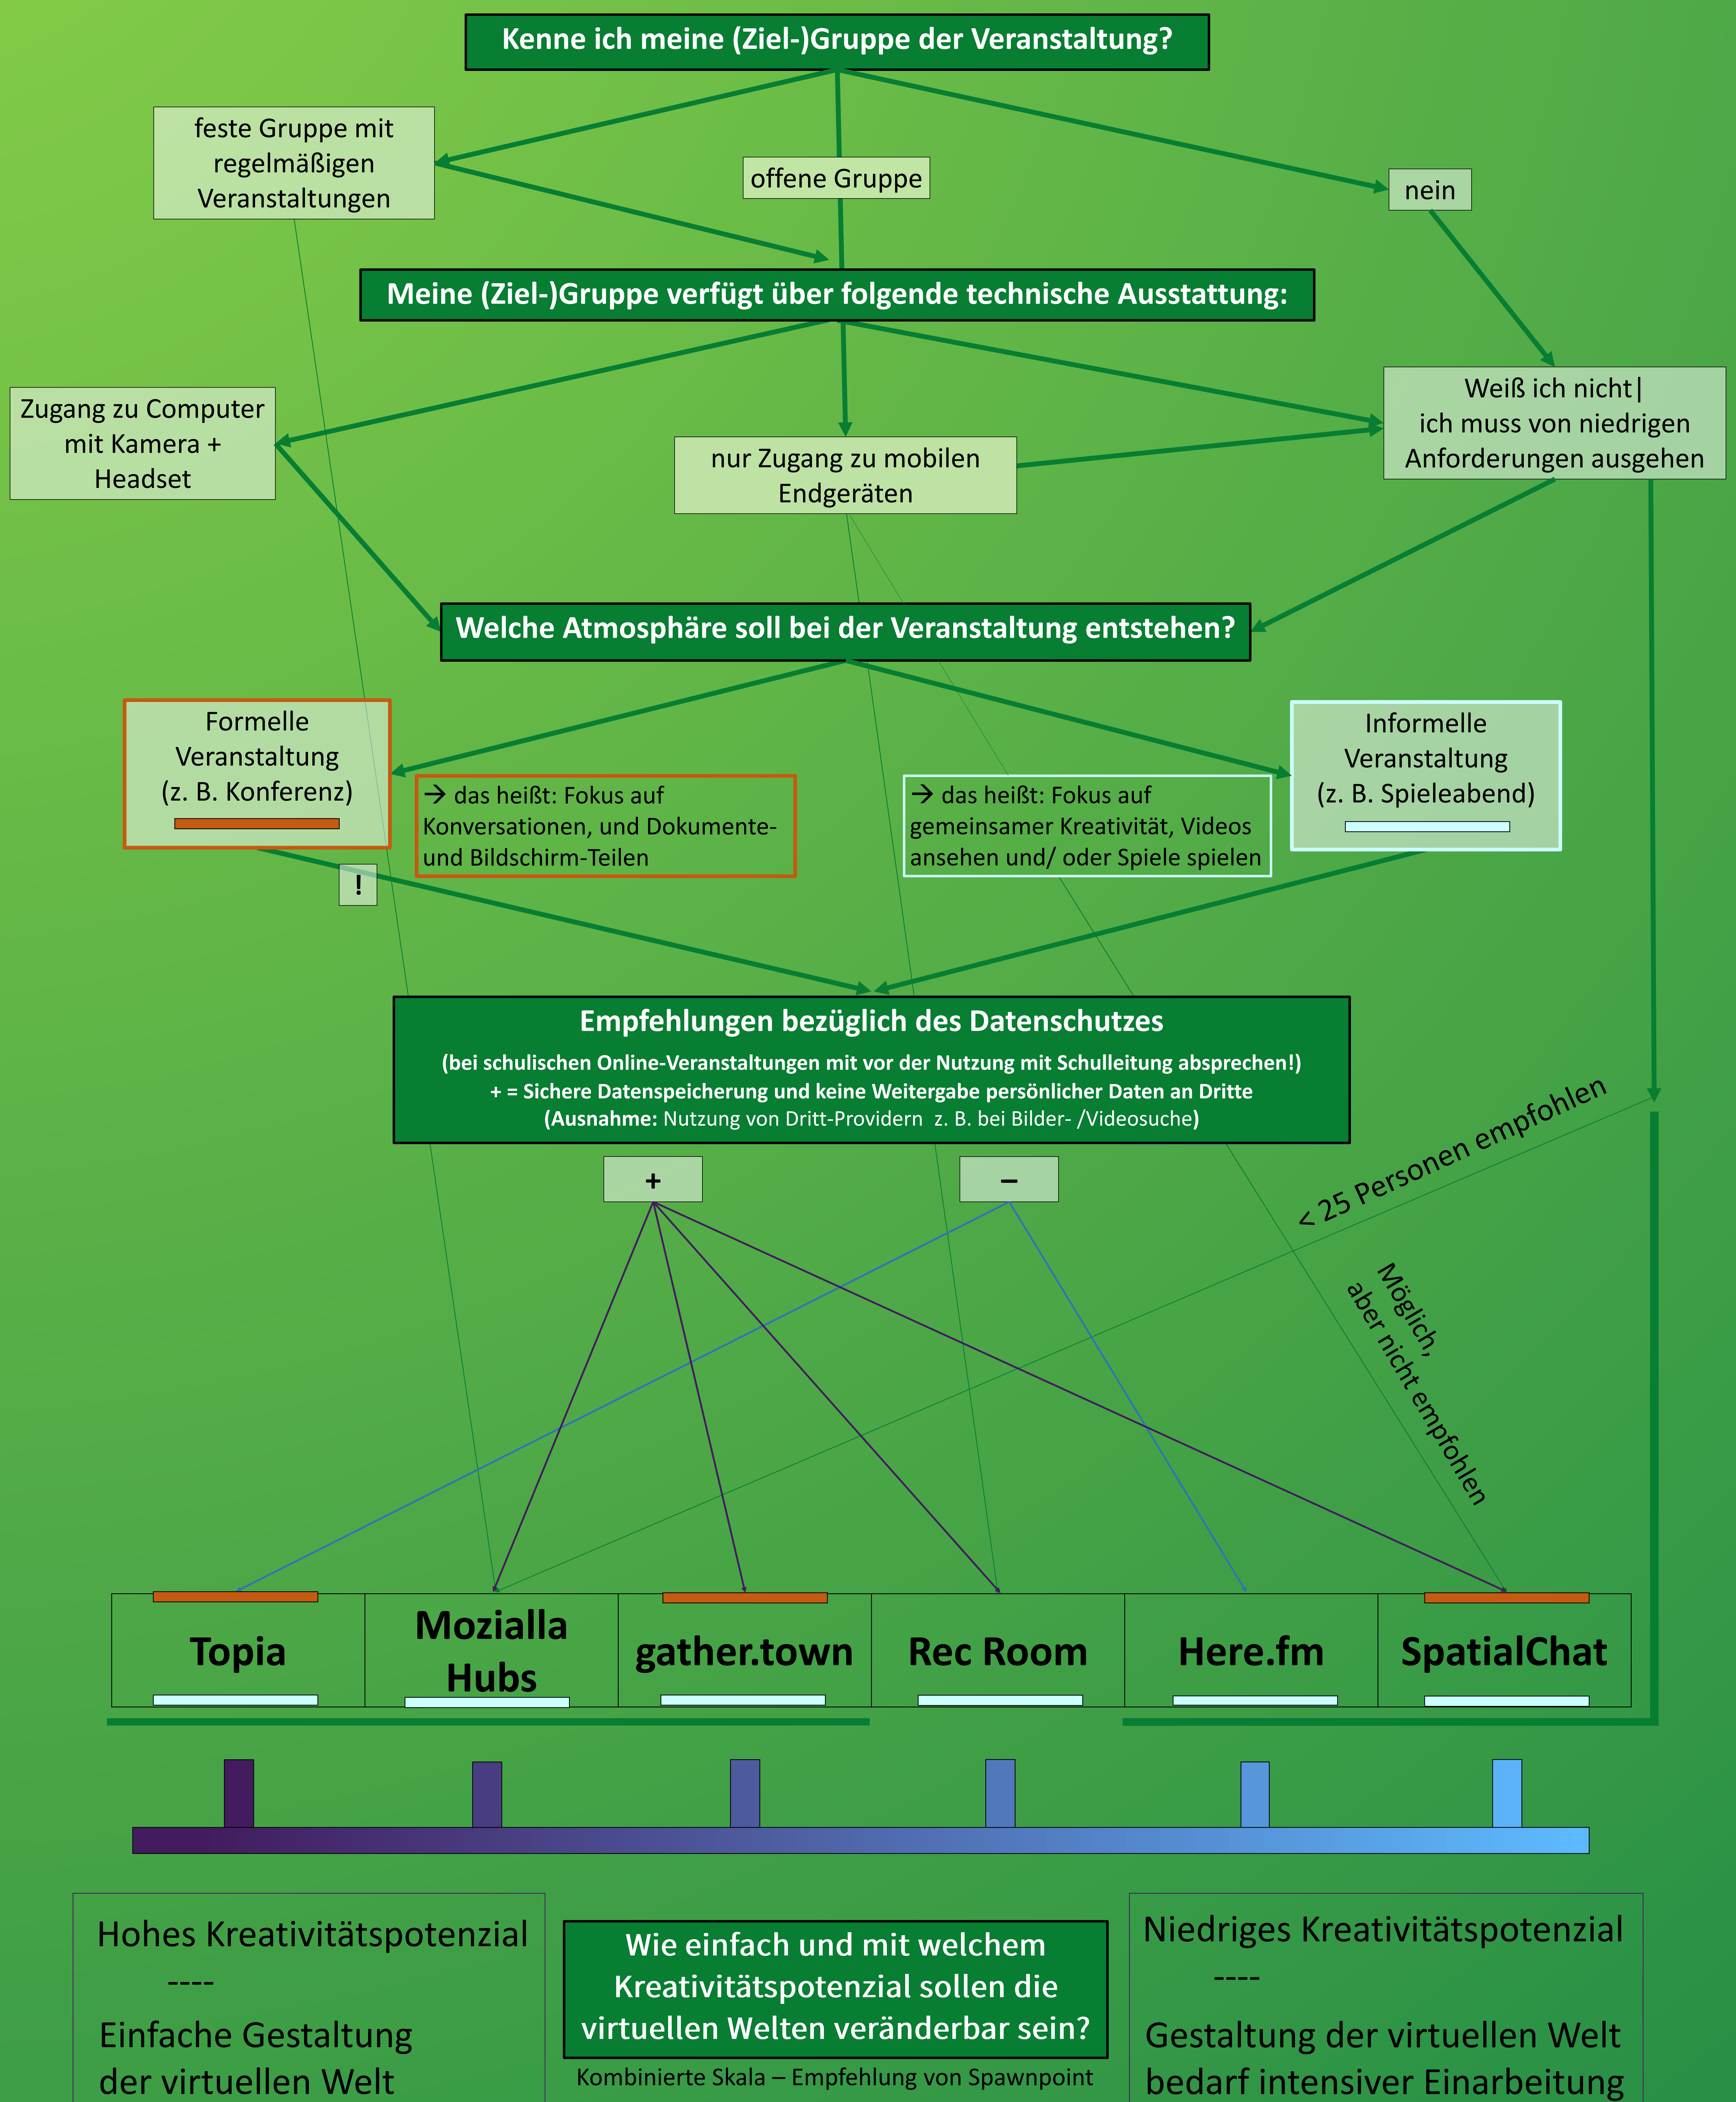 Kenne ich meine (Ziel-)Gruppe der Veranstaltung?
feste Gruppe mit
regelmäßigen
Veranstaltungen
offene Gruppe
nein
Meine (Ziel-)Gruppe verfügt über folgende technische Ausstattung:
Zugang zu Computer
mit Kamera +
Headset
nur Zugang zu mobilen
Endgeräten
Weiß ich nicht|
ich muss von niedrigen
Anforderungen ausgehen
Welche Atmosphäre soll bei der Veranstaltung entstehen?
Formelle
Veranstaltung
(z. B. Konferenz)
→ das heißt: Fokus auf
Konversationen, und Dokumente-
und Bildschirm-Teilen
→ das heißt: Fokus auf
gemeinsamer Kreativität, Videos
ansehen und/ oder Spiele spielen
Informelle
Veranstaltung
(z. B. Spieleabend)
!
Empfehlungen bezüglich des Datenschutzes
(bei schulischen Online-Veranstaltungen mit vor der Nutzung mit Schulleitung absprechen!)
+ = Sichere Datenspeicherung und keine Weitergabe persönlicher Daten an Dritte
(Ausnahme: Nutzung von Dritt-Providern z. B. bei Bilder- /Videosuche)
+
–
< 25 Personen empfohlen
Möglich,
aber nicht empfohlen
Topia
Mozialla
Hubs
gather.town
Rec Room
Here.fm
SpatialChat
Hohes Kreativitätspotenzial
----
Einfache Gestaltung
der virtuellen Welt
Wie einfach und mit welchem
Kreativitätspotenzial sollen die
virtuellen Welten veränderbar sein?
Kombinierte Skala – Empfehlung von Spawnpoint
Niedriges Kreativitätspotenzial
----
Gestaltung der virtuellen Welt
bedarf intensiver Einarbeitung